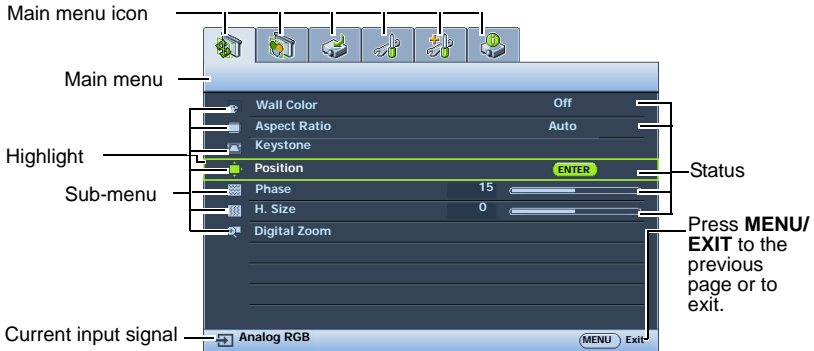 Main menu icon
Main menu
Wall Color Off
Aspect Ratio Auto
Keystone
Highlight
Position ENTER
Status
Sub-menu
Phase 15
H. Size 0
Digital Zoom
Press MENU/
EXIT to the
previous
page or to
exit.
Current input signal
Analog RGB
MENU Exit